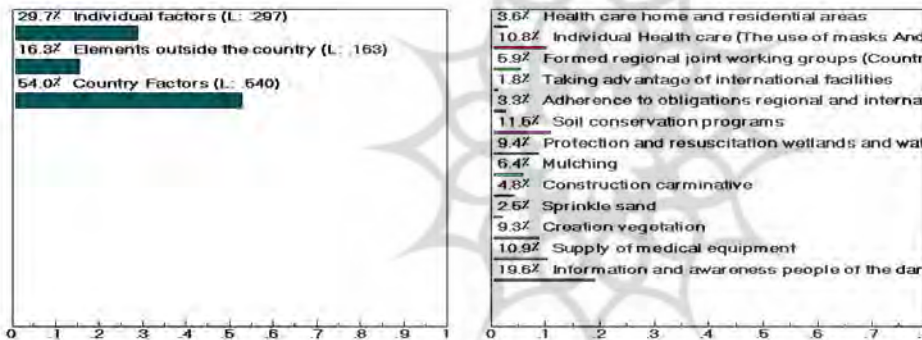 29.7% Individual factors (L: .297)
16.3% Elements outside the country (L: .163)
54.0% Country Factors (L: .540)
0 .1 .2 .3 .4 .5 .6 .7 .8 .9 1
3.6% Health care home and residential areas
10.8% Individual Health care (The use of masks And
5.9% Formed regional joint working groups (Countr
1.8% Taking advantage of international facilities
3.3% Adherence to obligations regional and interna
11.6% Soil conservation programs
9.4% Protection and resuscitation wetlands and wat
6.4% Mulching
4.8% Construction carminative
2.6% Sprinkle sand
9.3% Creation vegetation
10.9% Supply of medical equipment
19.6% Information and awareness people of the dan
0 .1 .2 .3 .4 .5 .6 .7 .8